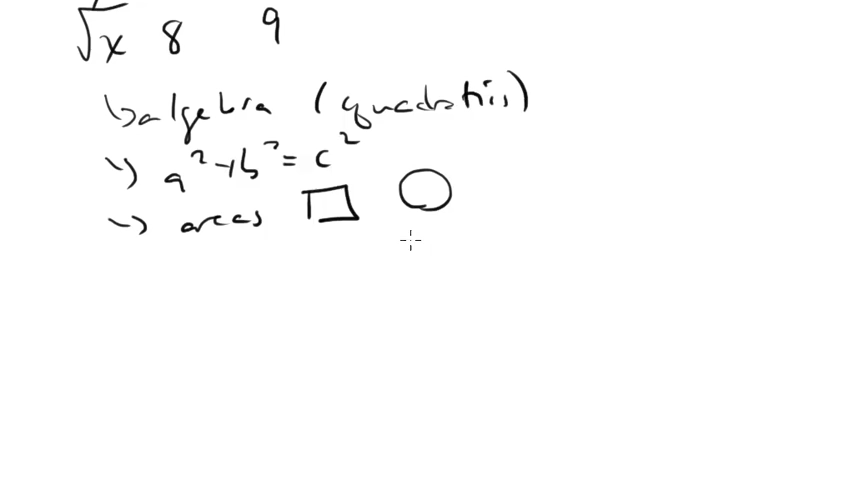 √x 8 9
↳ algebra (quadratics)
↳ a² + b² = c²
↳ areas